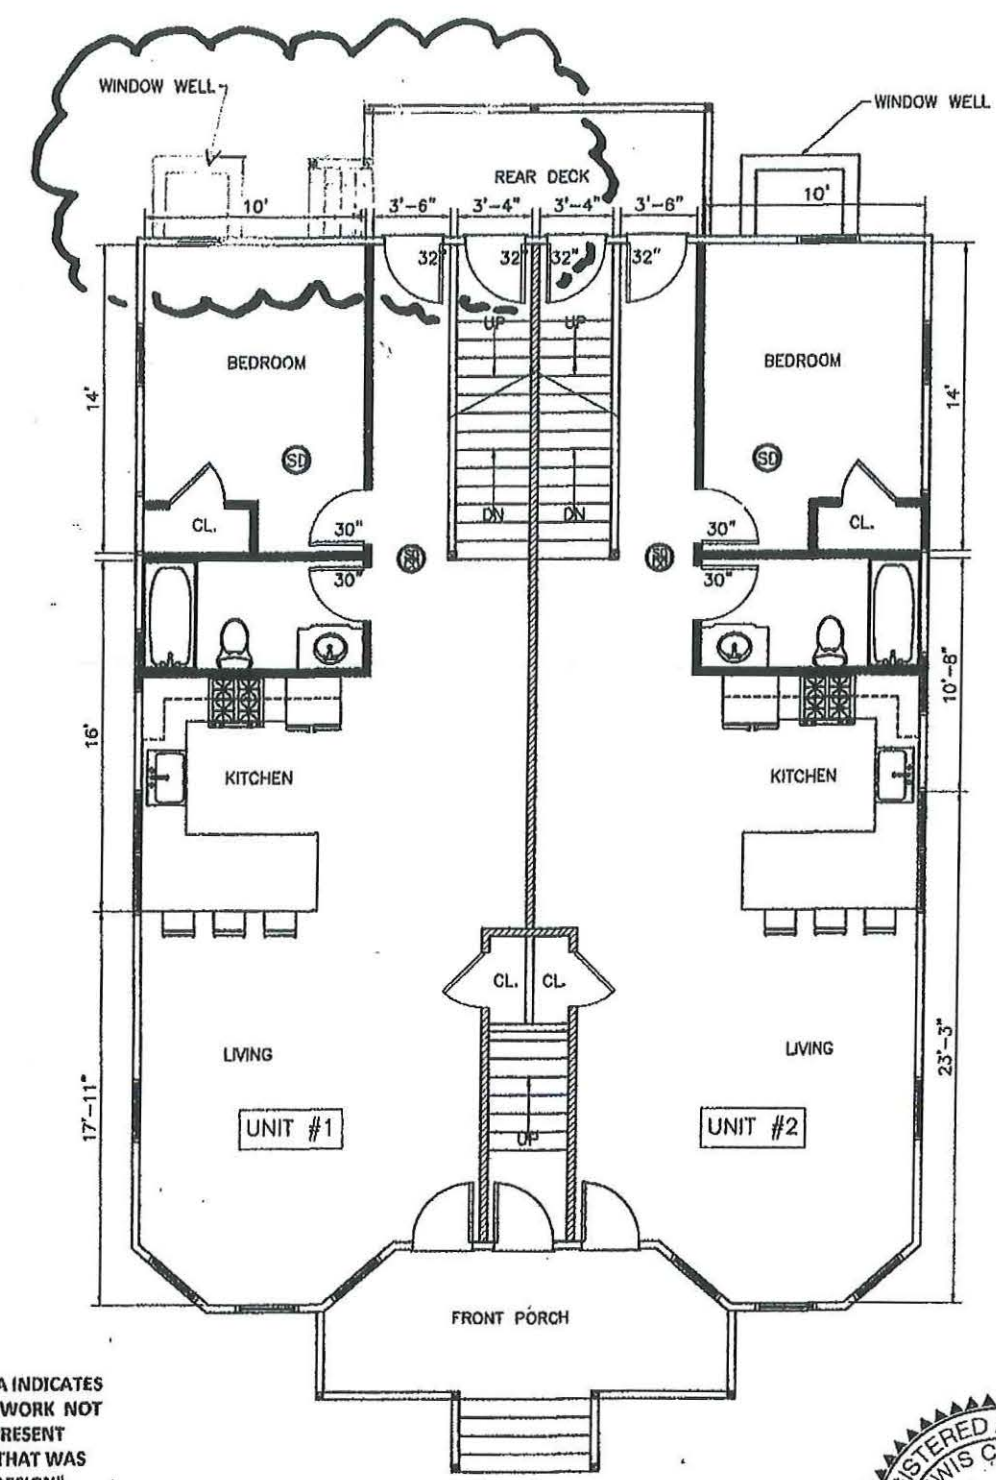 WINDOW WELL
WINDOW WELL
REAR DECK
10'
3'-6"
3'-4"
3'-4"
3'-6"
10'
32"
32"
32"
32"
UP
UP
BEDROOM
BEDROOM
14'
14'
SD
SD
CL.
CL.
30"
30"
DN
DN
30"
30"
16'
10'-8"
KITCHEN
KITCHEN
CL.
CL.
LIVING
LIVING
17'-11"
23'-3"
UNIT #1
UNIT #2
UP
FRONT PORCH
A INDICATES
WORK NOT
THAT WAS